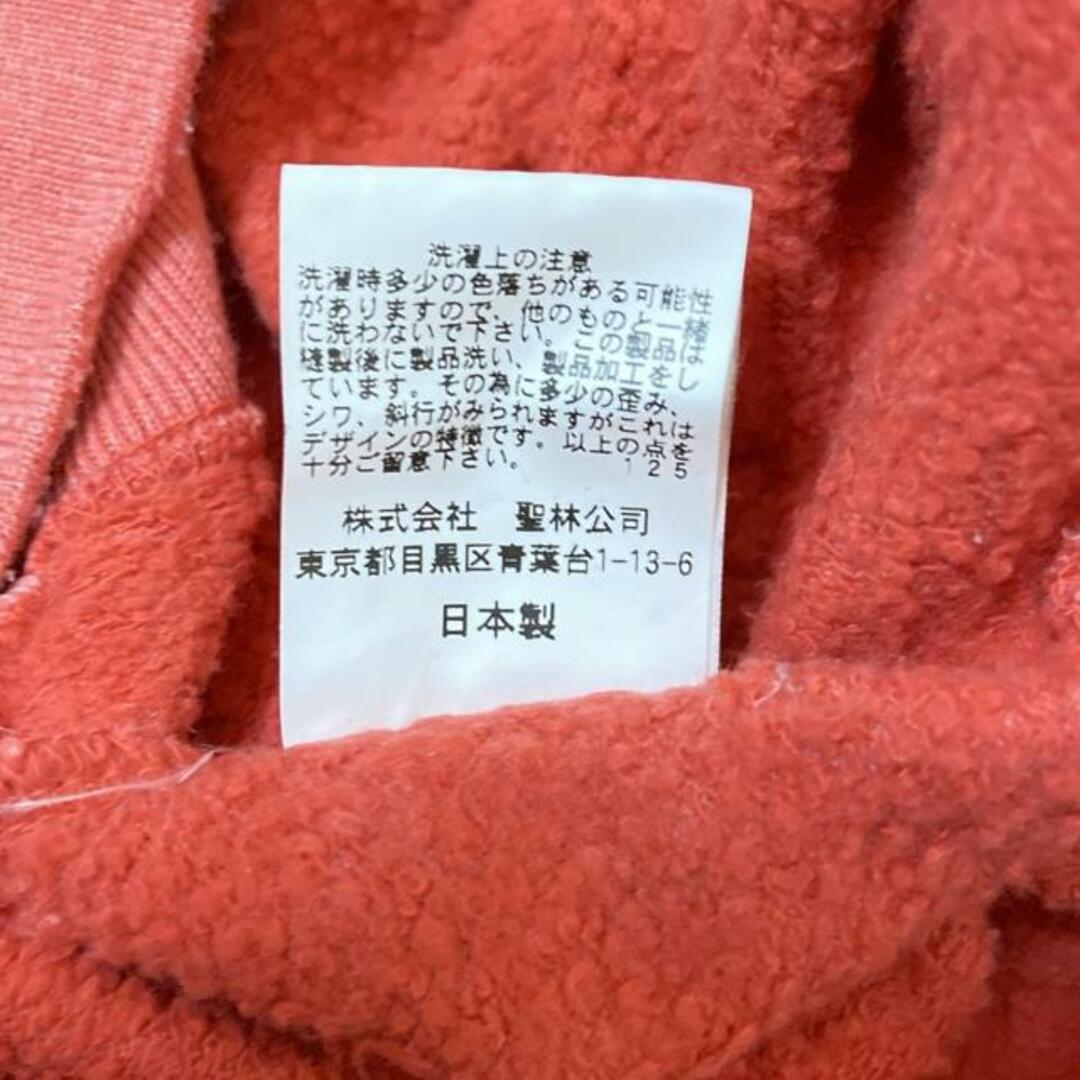 洗濯上の注意
洗濯時多少の色落ちがある可能性
がありますので、他のものと一緒
に洗わないで下さい。この製品は
縫製後に製品洗い、製品加工をし
ています。その為に多少の歪み、
シワ、斜行がみられますがこれは
デザインの特徴です。以上の点を
十分ご留意下さい。 125
株式会社 聖林公司
東京都目黒区青葉台1-13-6
日本製